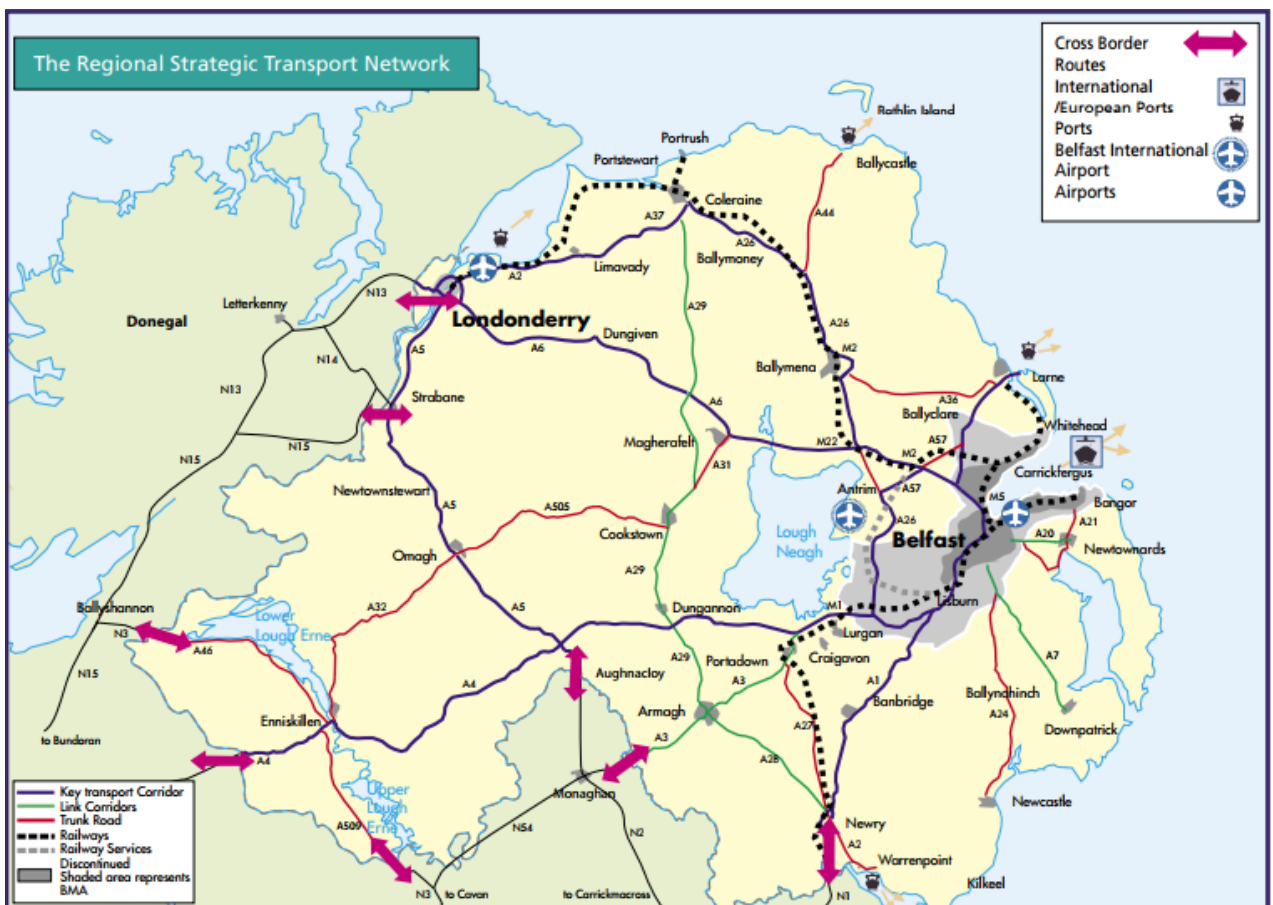 The Regional Strategic Transport Network
Cross Border
Routes
International
/European Ports
Ports
Belfast International
Airport
Airports
Rathlin Island
Portrush
Portstewart
Ballycastle
Coleraine
A37
A44
A26
Ballymoney
Limavady
A2
N13
Letterkenny
Donegal
Londonderry
A29
Dungiven
A26
M2
A5
A6
N14
Ballymena
Larne
N13
Strabane
A6
A36
Ballyclare
Whitehead
Magherafelt
M22
A57
N15
N15
A31
M2
Carrickfergus
Antrim
A57
Newtownstewart
A5
M5
Bangor
A505
Cookstown
Lough
Neagh
A26
Belfast
A20
A21
Newtownards
Omagh
A29
A32
Lisburn
Ballyshannon
Lower
Louga Erne
A5
Dungannon
M1
N3
A46
Lurgan
Portadown
Craigavon
A29
A7
N15
Aughnacloy
A3
A1
A4
Ballynahinch
Armagh
Banbridge
A24
Enniskillen
A27
Downpatrick
to Bundoran
A3
A4
A28
Upper
Lough
Erne
Monaghan
Newcastle
A509
N54
N2
Newry
A2
Warrenpoint
Kilkeel
N3
to Cavan
to Carrickmacross
N1
Key transport Corridor
Link Corridors
Trunk Road
Railways
Railway Services
Discontinued
Shaded area represents
BMA